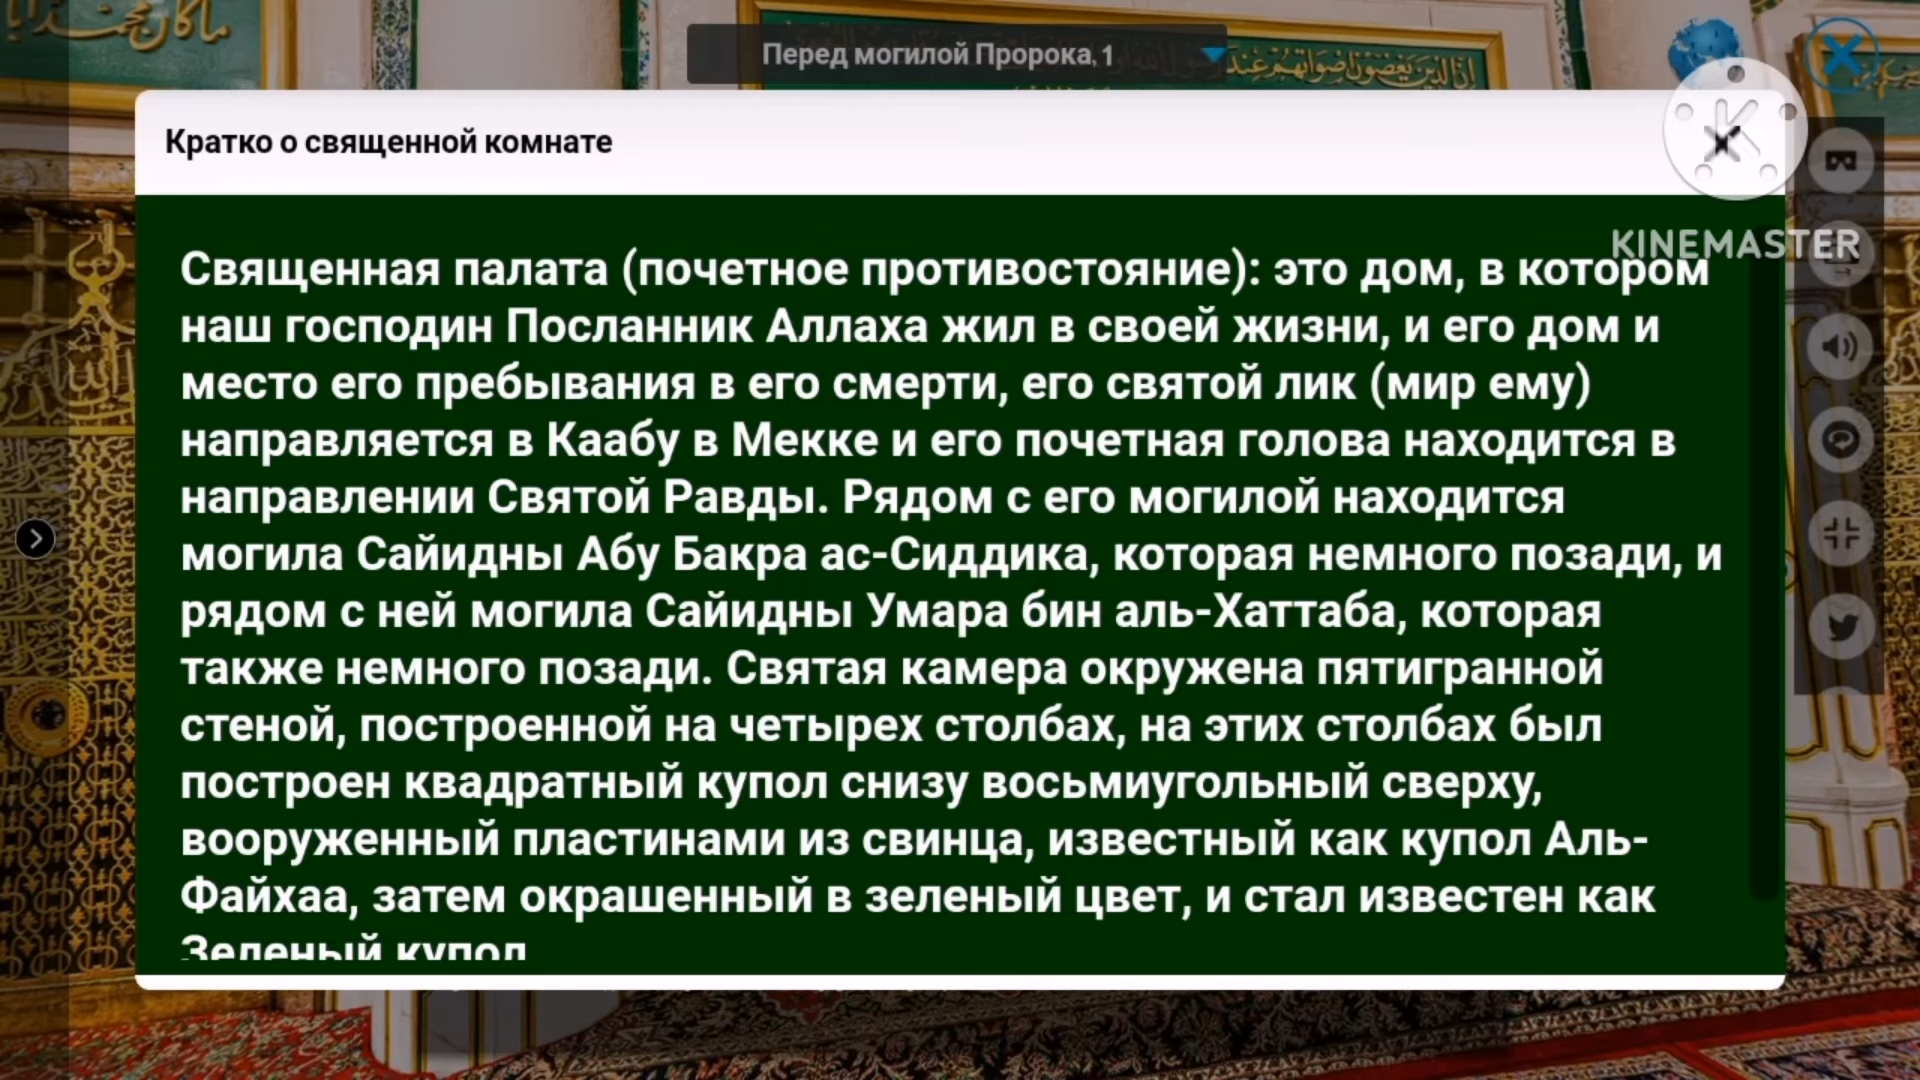 Перед могилой Пророка,1
Кратко о священной комнате
KINEMASTER
Священная палата (почетное противостояние): это дом, в котором
наш господин Посланник Аллаха жил в своей жизни, и его дом и
место его пребывания в его смерти, его святой лик (мир ему)
направляется в Каабу в Мекке и его почетная голова находится в
направлении Святой Равды. Рядом с его могилой находится
могила Сайидны Абу Бакра ас-Сиддика, которая немного позади, и
рядом с ней могила Сайидны Умара бин аль-Хаттаба, которая
также немного позади. Святая камера окружена пятигранной
стеной, построенной на четырех столбах, на этих столбах был
построен квадратный купол снизу восьмиугольный сверху,
вооруженный пластинами из свинца, известный как купол Аль-
Файхаа, затем окрашенный в зеленый цвет, и стал известен как
Зеленый купол